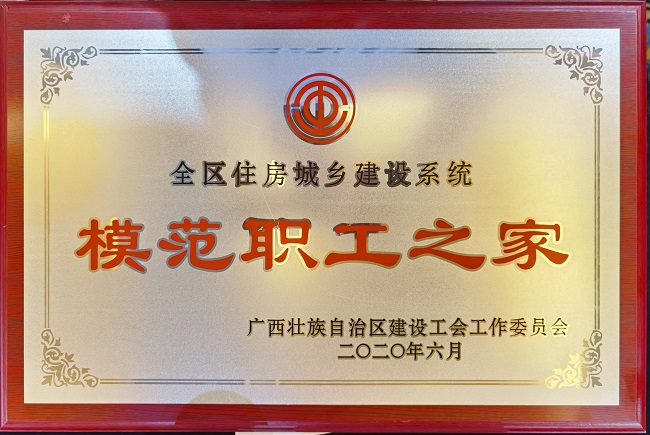 全区住房城乡建设系统
模范职工之家
广西壮族自治区建设工会工作委员会
二〇二〇年六月